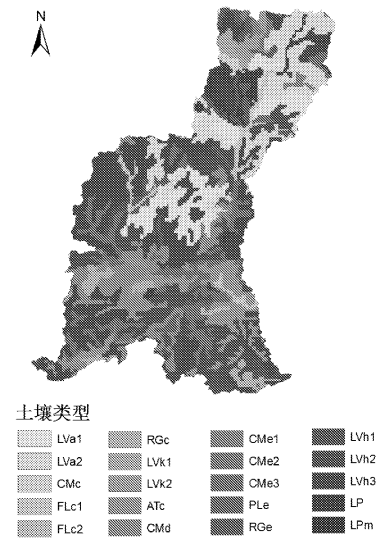 N
土壤类型
LVa1
LVa2
CMc
FLc1
FLc2
RGc
LVk1
LVk2
ATc
CMd
CMe1
CMe2
CMe3
PLe
RGe
LVh1
LVh2
LVh3
LP
LPm